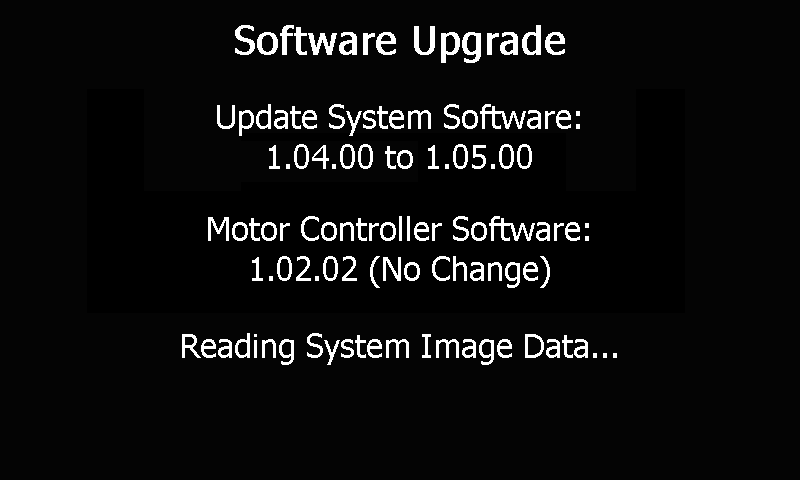 Software Upgrade
Update System Software:
1.04.00 to 1.05.00
Motor Controller Software:
1.02.02 (No Change)
Reading System Image Data...